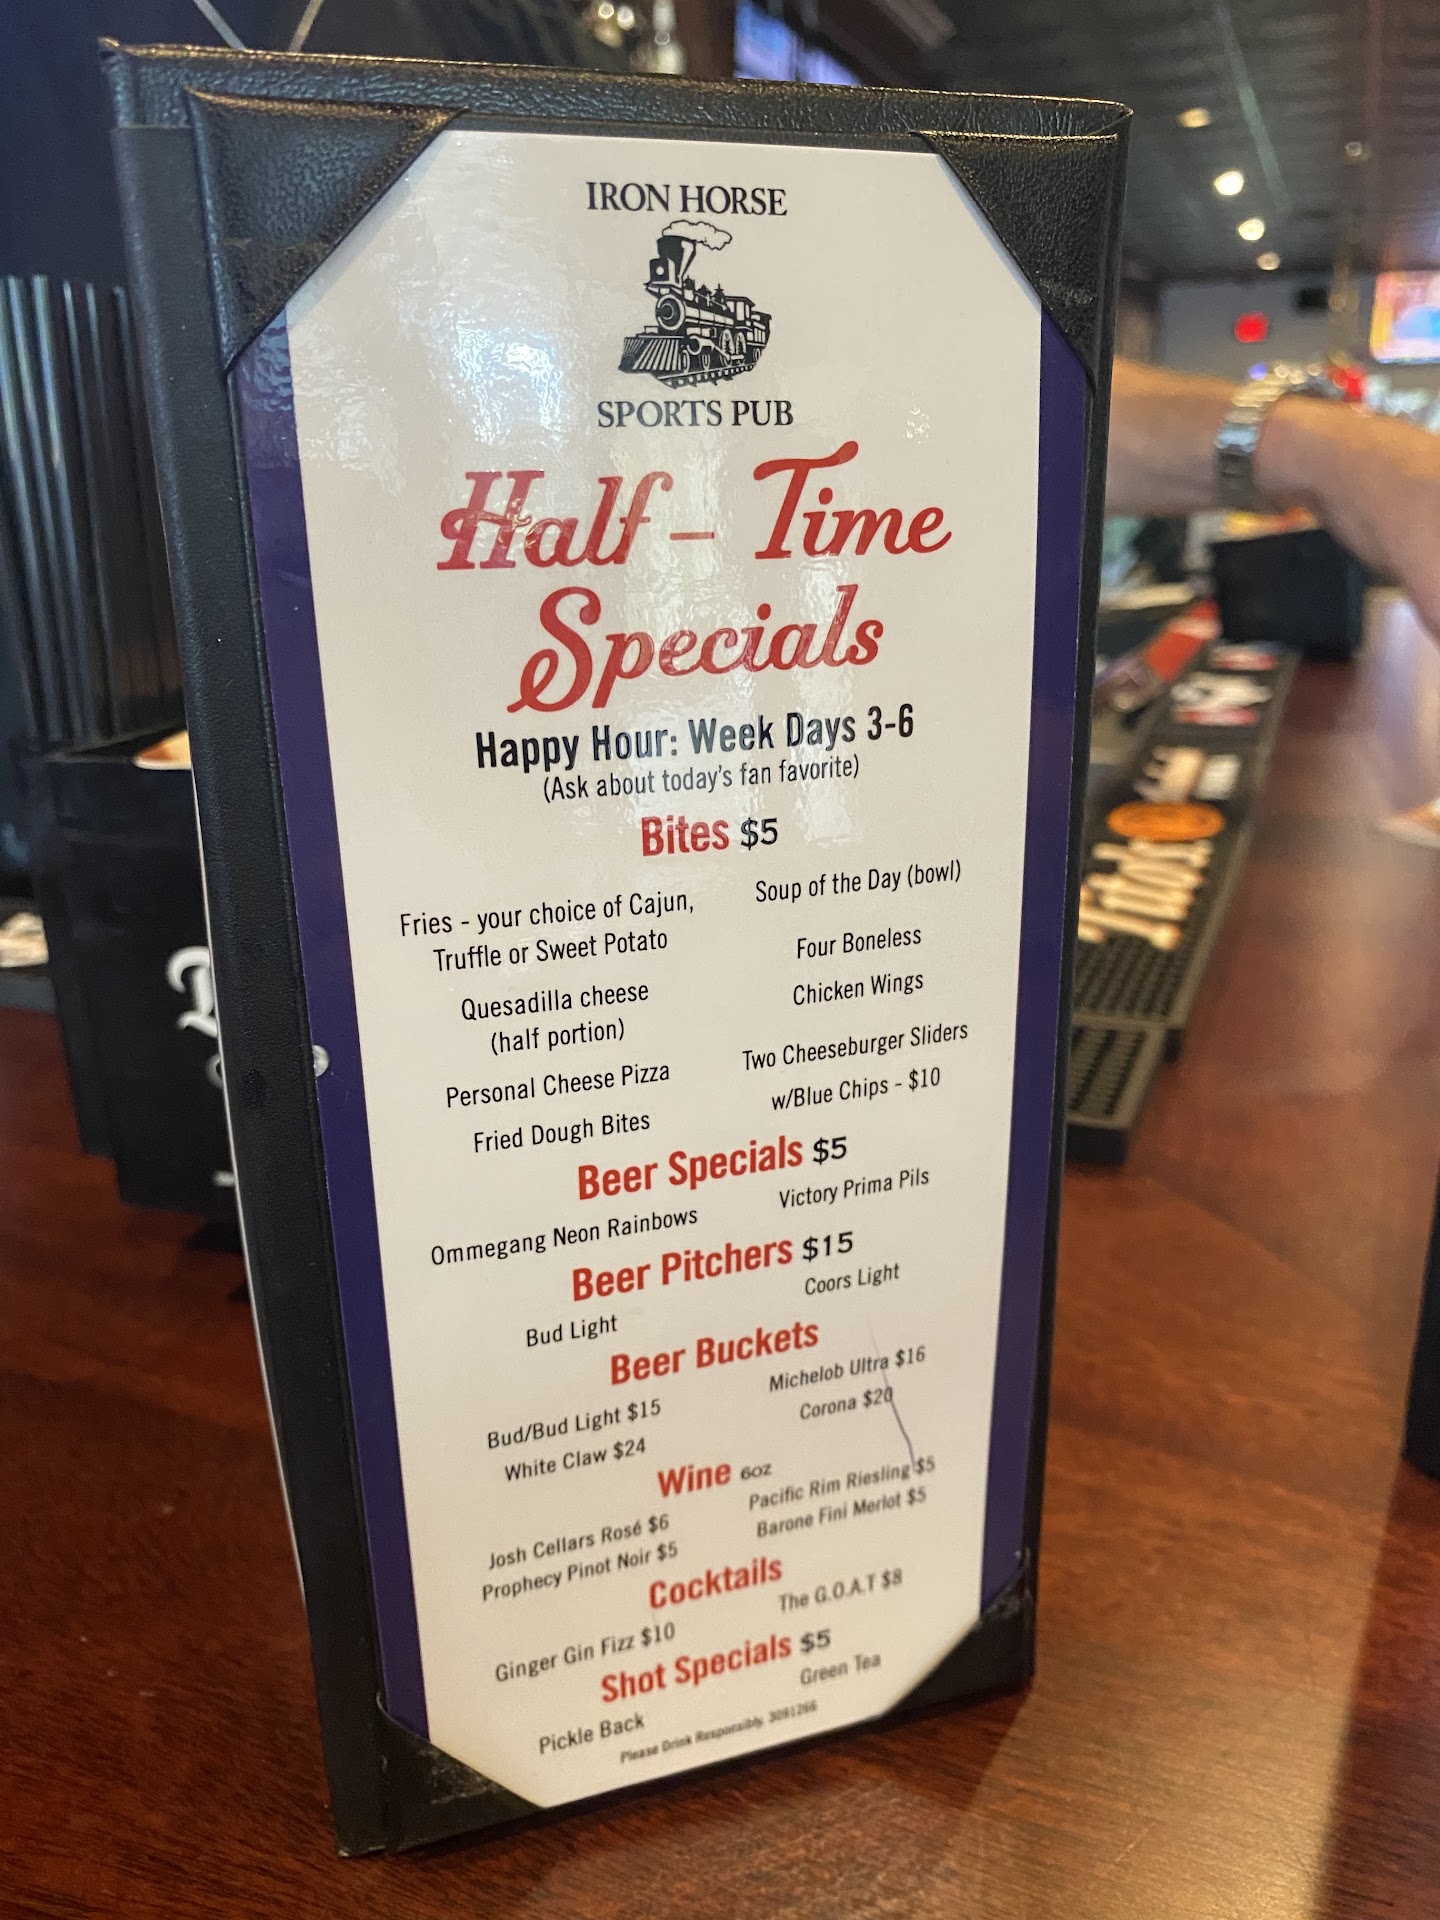 IRON HORSE
SPORTS PUB
Half - Time
Specials
Happy Hour: Week Days 3-6
(Ask about today's fan favorite)
Bites $5
Fries - your choice of Cajun,
Truffle or Sweet Potato
Quesadilla cheese
(half portion)
Personal Cheese Pizza
Fried Dough Bites
Soup of the Day (bowl)
Four Boneless
Chicken Wings
Two Cheeseburger Sliders
w/Blue Chips - $10
Beer Specials $5
Ommegang Neon Rainbows
Victory Prima Pils
Beer Pitchers $15
Bud Light
Coors Light
Beer Buckets
Bud/Bud Light $15
White Claw $24
Michelob Ultra $16
Corona $20
Wine 6oz
Josh Cellars Rosé $6
Prophecy Pinot Noir $5
Pacific Rim Riesling $5
Barone Fini Merlot $5
Cocktails
Ginger Gin Fizz $10
The G.O.A.T $8
Shot Specials $5
Pickle Back
Green Tea
Please Drink Responsibly. 3091266